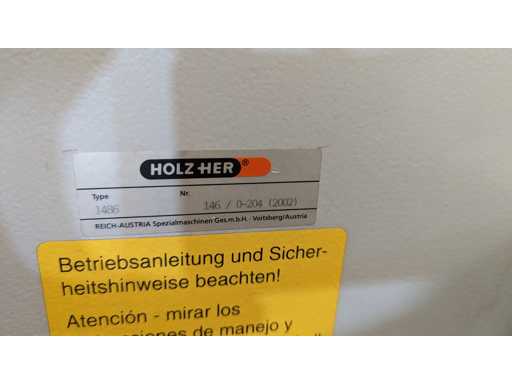 HOLZ-HER®
Type Nr.
1486 146 / 0-204 (2002)
REICH-AUSTRIA Spezialmaschinen Ges.m.b.H. · Voitsberg/Austria
Betriebsanleitung und Sicher-
heitshinweise beachten!
Atención - mirar los
de manejo y